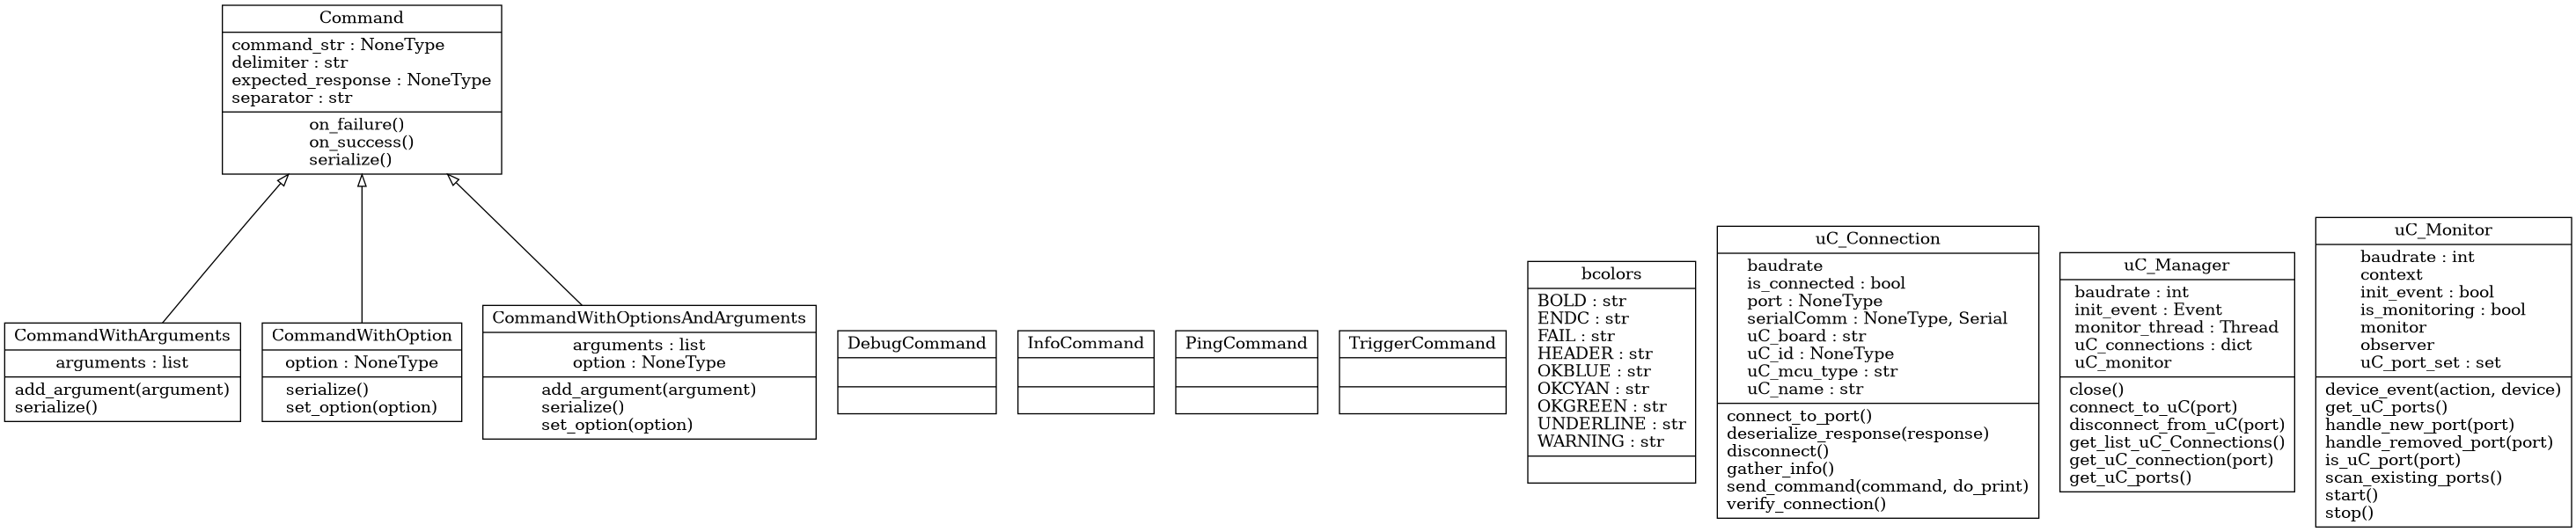 Command
command_str : NoneType
delimiter : str
expected_response : NoneType
separator : str
on_failure()
on_success()
serialize()
CommandWithArguments
arguments : list
add_argument(argument)
serialize()
CommandWithOption
option : NoneType
serialize()
set_option(option)
CommandWithOptionsAndArguments
arguments : list
option : NoneType
add_argument(argument)
serialize()
set_option(option)
DebugCommand
InfoCommand
PingCommand
TriggerCommand
bcolors
BOLD : str
ENDC : str
FAIL : str
HEADER : str
OKBLUE : str
OKCYAN : str
OKGREEN : str
UNDERLINE : str
WARNING : str
uC_Connection
baudrate
is_connected : bool
port : NoneType
serialComm : NoneType, Serial
uC_board : str
uC_id : NoneType
uC_mcu_type : str
uC_name : str
connect_to_port()
deserialize_response(response)
disconnect()
gather_info()
send_command(command, do_print)
verify_connection()
uC_Manager
baudrate : int
init_event : Event
monitor_thread : Thread
uC_connections : dict
uC_monitor
close()
connect_to_uC(port)
disconnect_from_uC(port)
get_list_uC_Connections()
get_uC_connection(port)
get_uC_ports()
uC_Monitor
baudrate : int
context
init_event : bool
is_monitoring : bool
monitor
observer
uC_port_set : set
device_event(action, device)
get_uC_ports()
handle_new_port(port)
handle_removed_port(port)
is_uC_port(port)
scan_existing_ports()
start()
stop()